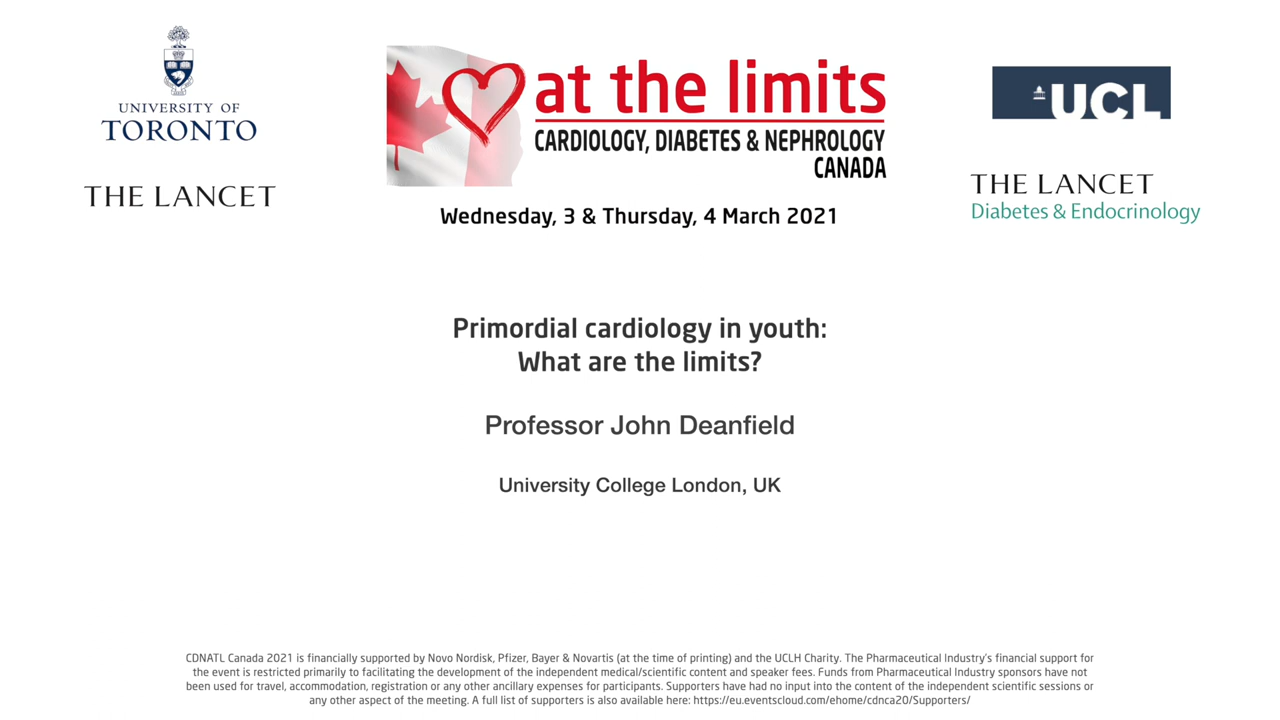 UNIVERSITY OF
TORONTO
THE LANCET
at the limits
CARDIOLOGY, DIABETES & NEPHROLOGY
CANADA
Wednesday, 3 & Thursday, 4 March 2021
UCL
THE LANCET
Diabetes & Endocrinology
Primordial cardiology in youth:
What are the limits?
Professor John Deanfield
University College London, UK
CDNATL Canada 2021 is financially supported by Novo Nordisk, Pfizer, Bayer & Novartis (at the time of printing) and the UCLH Charity. The Pharmaceutical Industry's financial support for
the event is restricted primarily to facilitating the development of the independent medical/scientific content and speaker fees. Funds from Pharmaceutical Industry sponsors have not
been used for travel, accommodation, registration or any other ancillary expenses for participants. Supporters have had no input into the content of the independent scientific sessions or
any other aspect of the meeting. A full list of supporters is also available here: https://eu.eventscloud.com/ehome/cdnca20/Supporters/